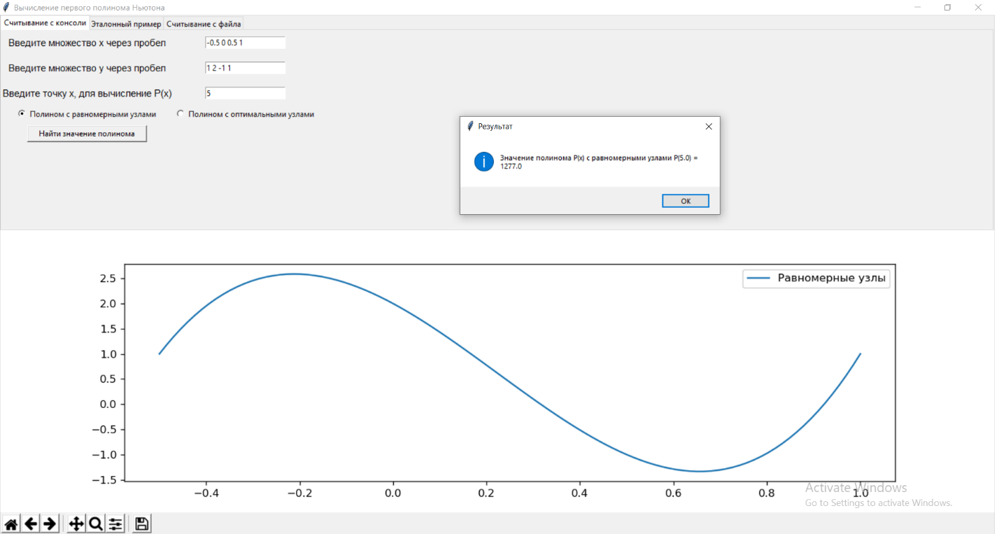 Вычисление первого полинома Ньютона
Считывание с консоли Эталонный пример Считывание с файла
Введите множество x через пробел -0.5 0 0.5 1
Введите множество y через пробел 1 2 -1 1
Введите точку x, для вычисление P(x) 5
Полином с равномерными узлами Полином с оптимальными узлами
Найти значение полинома
Результат
Значение полинома P(x) с равномерными узлами P(5.0) =
1277.0
OK
Равномерные узлы
2.5
2.0
1.5
1.0
0.5
0.0
−0.5
−1.0
−1.5
−0.4 −0.2 0.0 0.2 0.4 0.6 0.8 1.0
Activate Windows
Go to Settings to activate Windows.